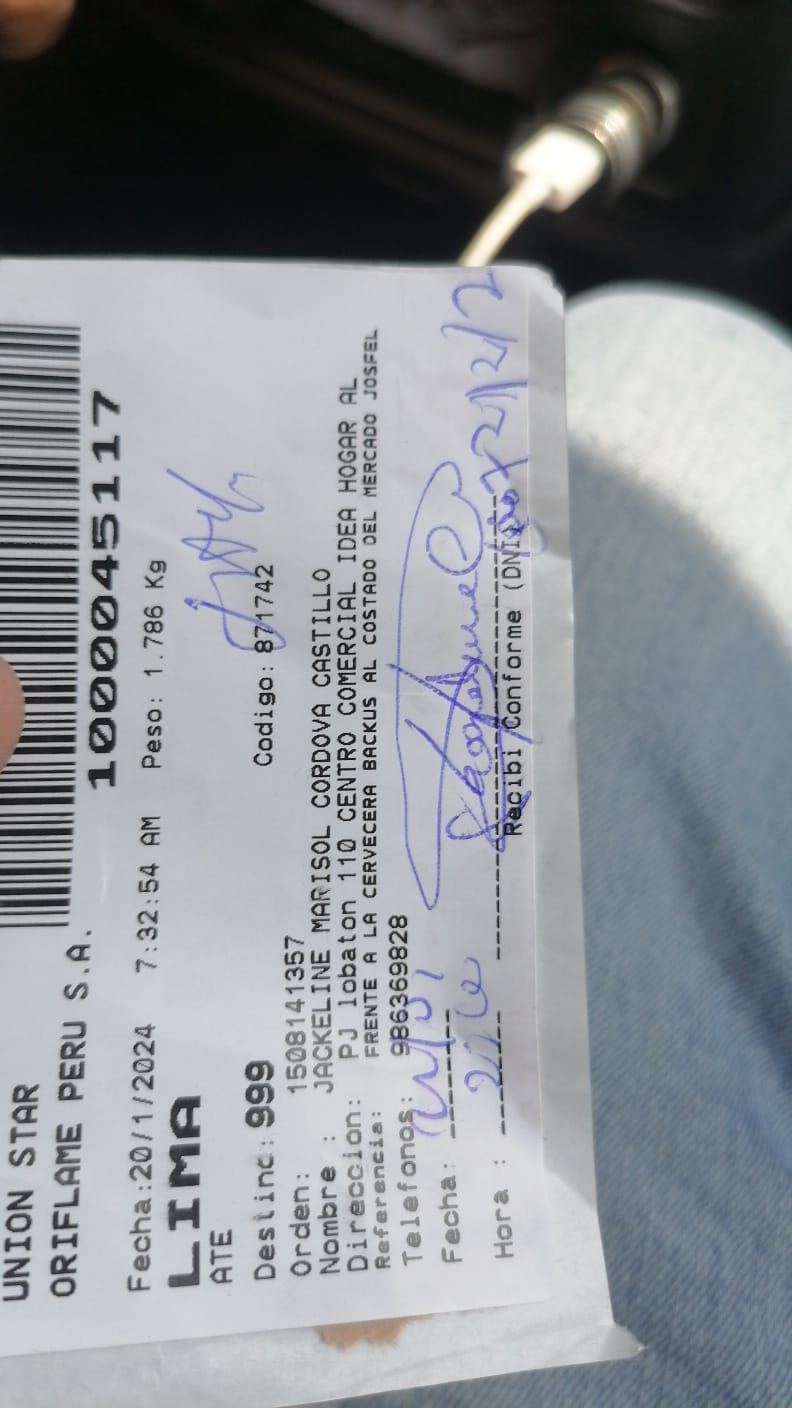 UNION STAR
ORIFLAME PERU S.A.
1000045117
Fecha:20/1/2024 7:32:54 AM Peso: 1.786 Kg
LIMA
ATE
Destino: 999 Codigo: 871742
Orden: 1508141357
Nombre : JACKELINE MARISOL CORDOVA CASTILLO
Direccion: PJ lobaton 110 CENTRO COMERCIAL IDEA HOGAR AL
Referencia: FRENTE A LA CERVECERA BACKUS AL COSTADO DEL MERCADO JOSFEL
Telefonos: 986369828
Fecha:
Hora :
Recibi Conforme (DNI)